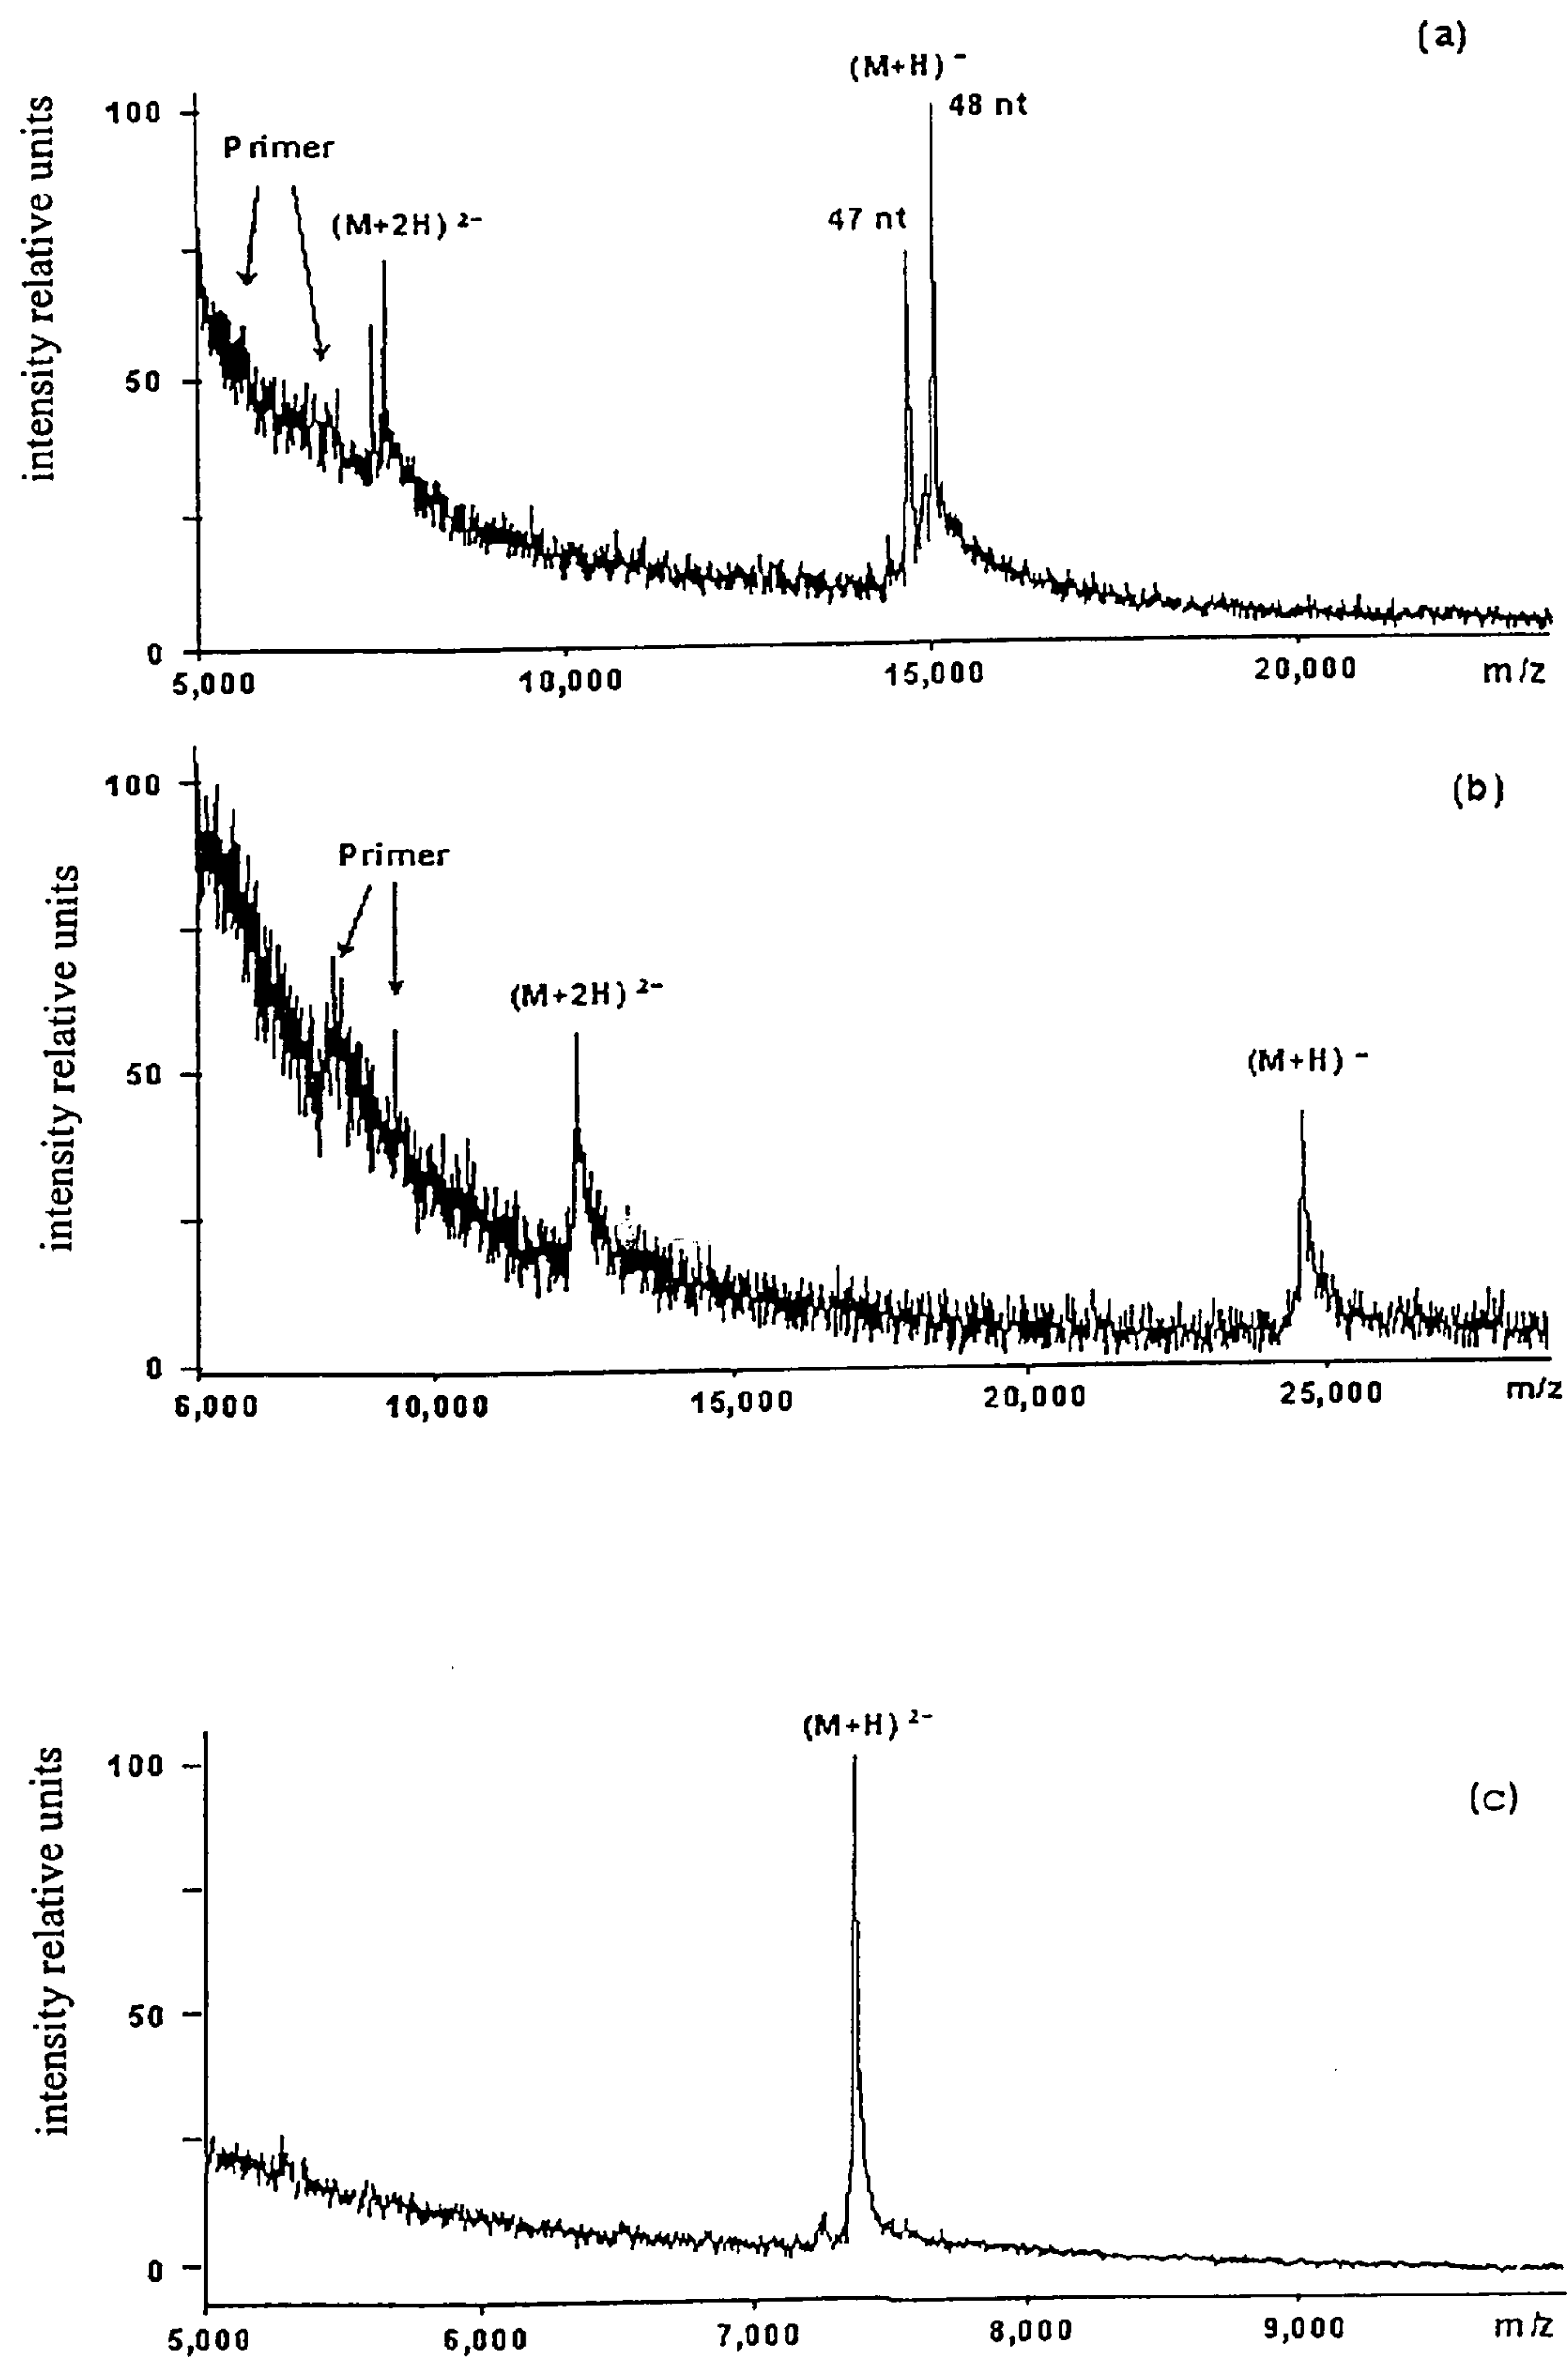 (a)
(M+H) ⁻
48 nt
47 nt
Primer
(M+2H) ²⁻
intensity relative units
100
50
0
5,000 10,000 15,000 20,000 m/z
(b)
Primer
(M+2H) ²⁻
(M+H) ⁻
intensity relative units
100
50
0
6,000 10,000 15,000 20,000 25,000 m/z
(c)
(M+H) ²⁻
intensity relative units
100
50
0
5,000 6,000 7,000 8,000 9,000 m/z